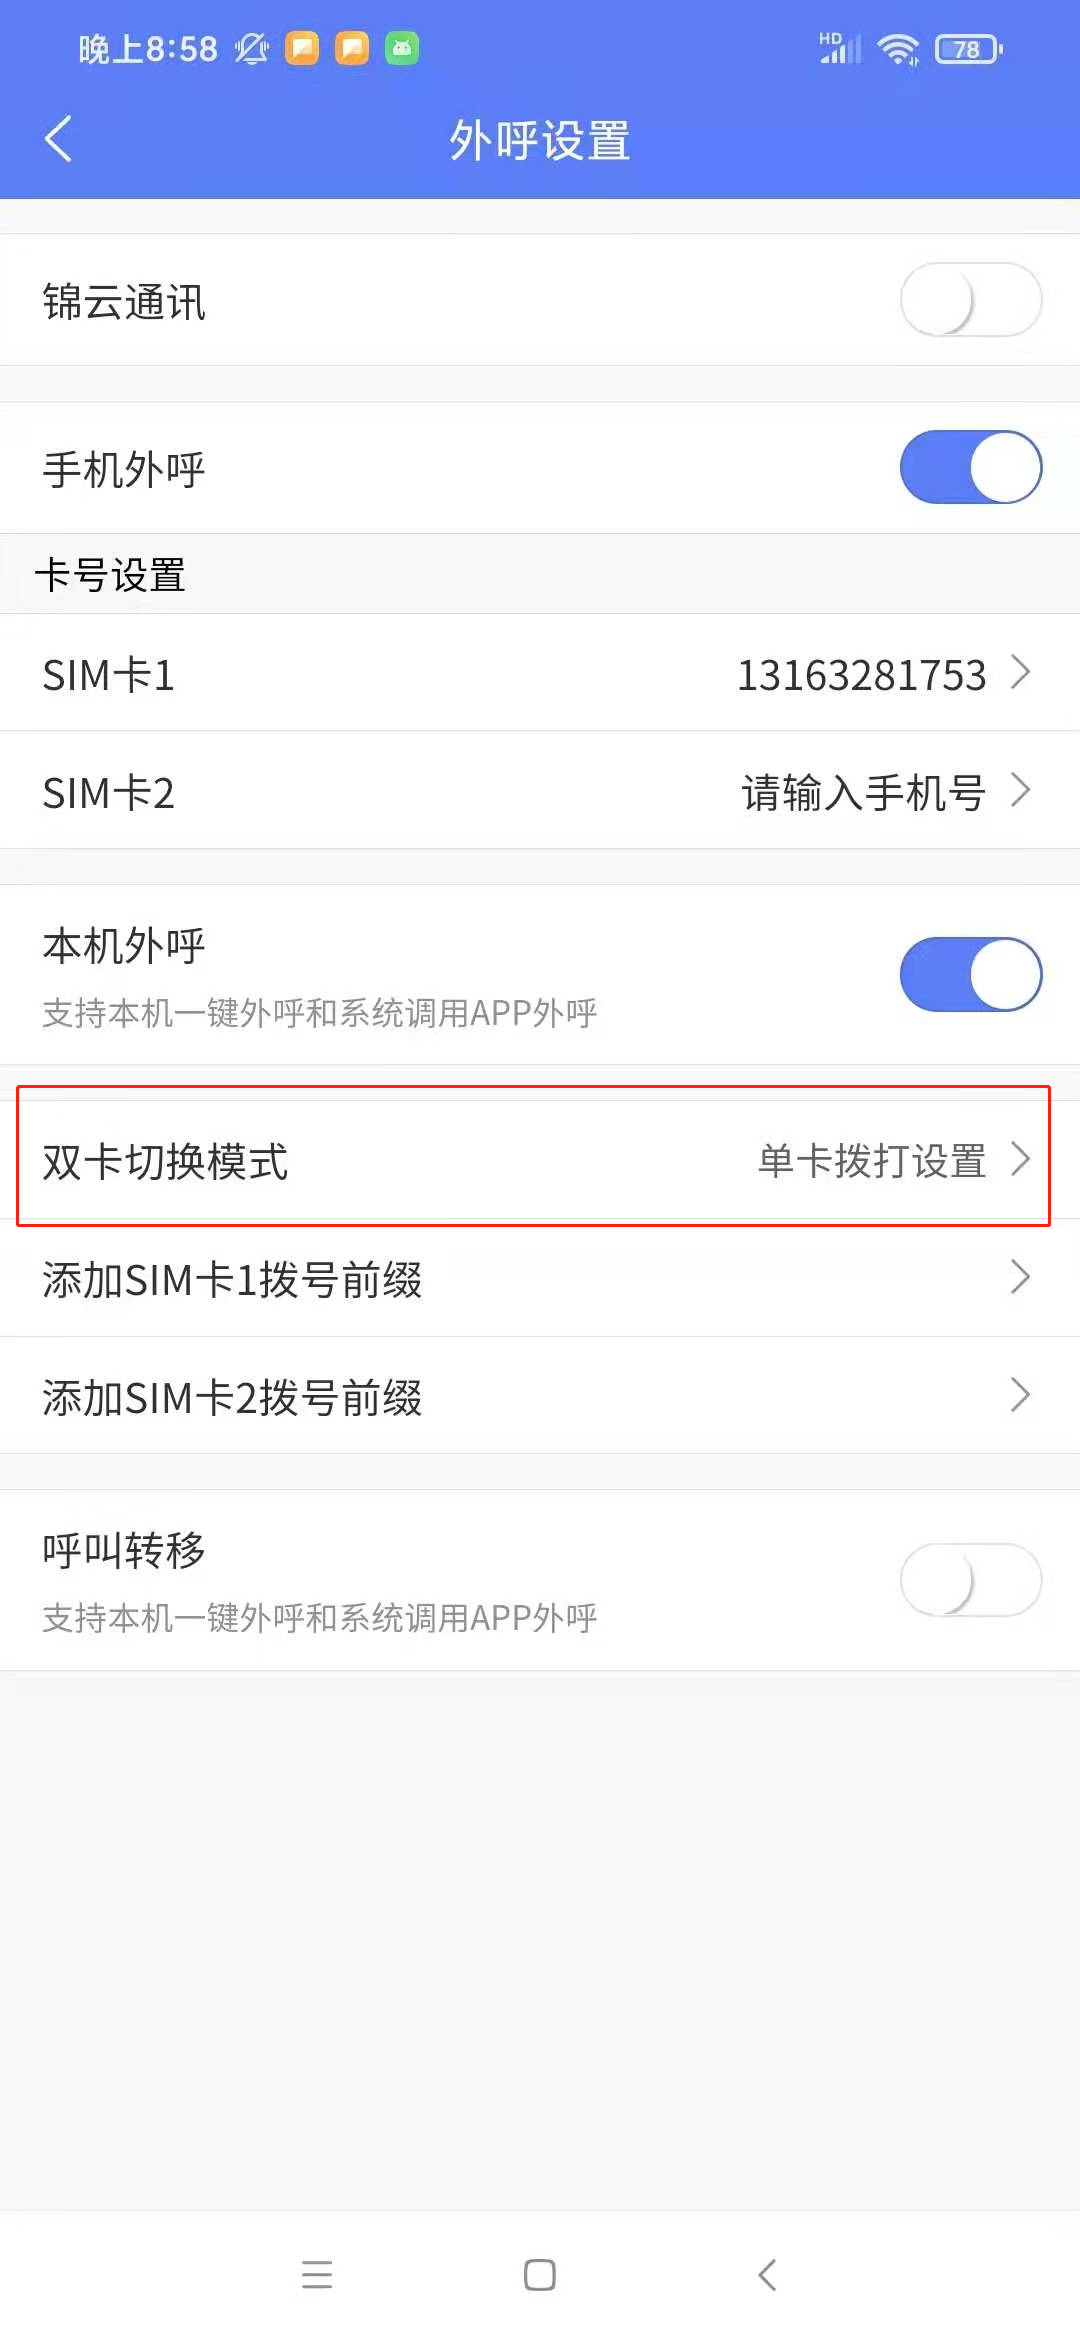 晚上8:58
HD
78
外呼设置
锦云通讯
手机外呼
卡号设置
SIM卡1 13163281753
SIM卡2 请输入手机号
本机外呼
支持本机一键外呼和系统调用APP外呼
双卡切换模式 单卡拨打设置
添加SIM卡1拨号前缀
添加SIM卡2拨号前缀
呼叫转移
支持本机一键外呼和系统调用APP外呼